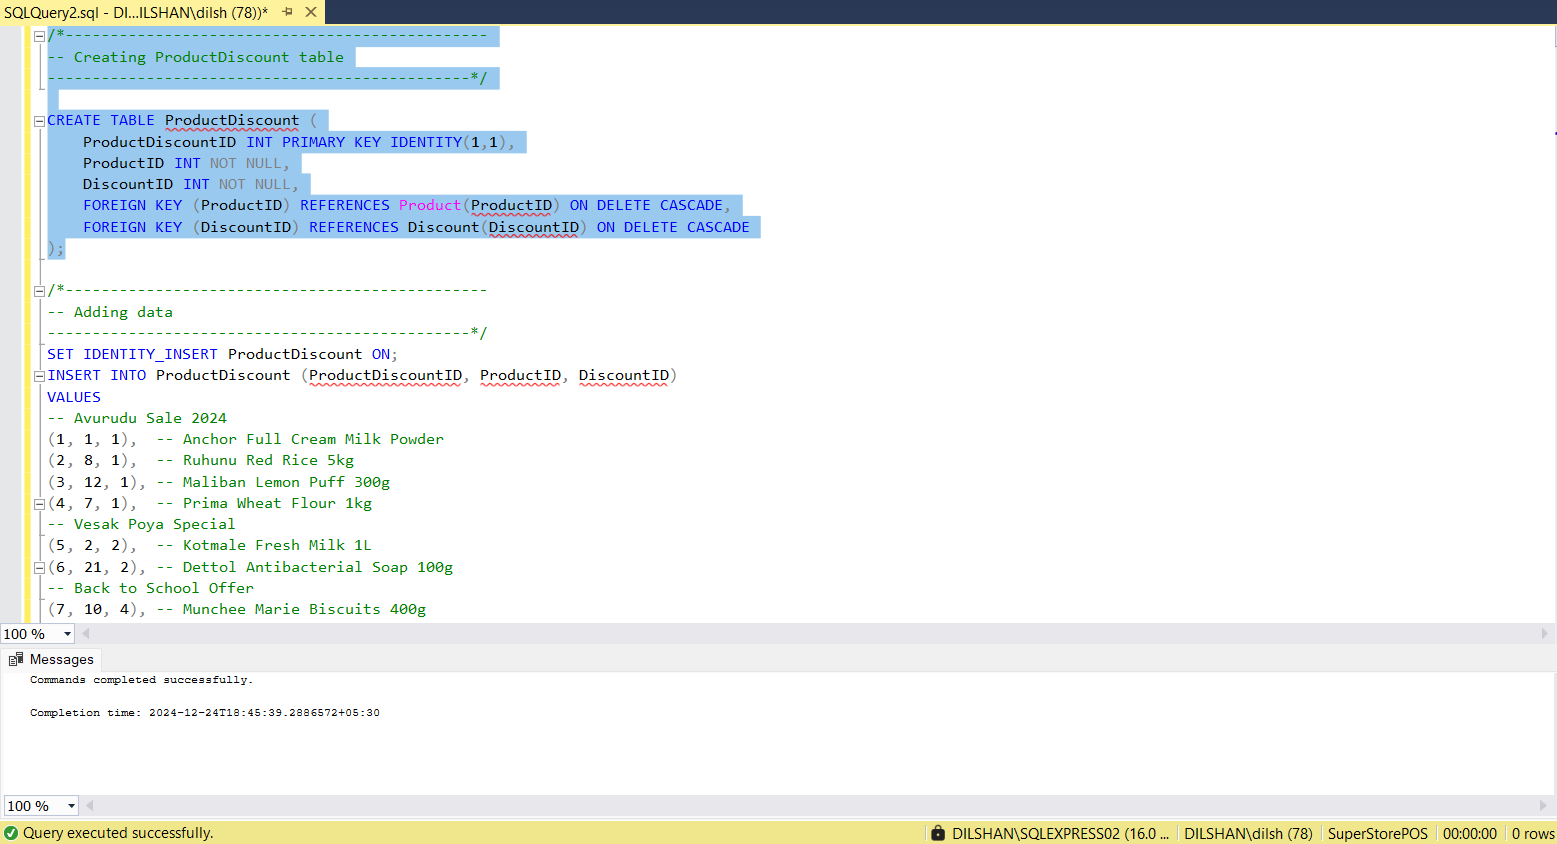 SQLQuery2.sql - DI...ILSHAN\dilsh (78))*
/*-----------------------------------------------
-- Creating ProductDiscount table
-----------------------------------------------*/
CREATE TABLE ProductDiscount (
    ProductDiscountID INT PRIMARY KEY IDENTITY(1,1),
    ProductID INT NOT NULL,
    DiscountID INT NOT NULL,
    FOREIGN KEY (ProductID) REFERENCES Product(ProductID) ON DELETE CASCADE,
    FOREIGN KEY (DiscountID) REFERENCES Discount(DiscountID) ON DELETE CASCADE
);
/*-----------------------------------------------
-- Adding data
-----------------------------------------------*/
SET IDENTITY_INSERT ProductDiscount ON;
INSERT INTO ProductDiscount (ProductDiscountID, ProductID, DiscountID)
VALUES
-- Avurudu Sale 2024
(1, 1, 1),  -- Anchor Full Cream Milk Powder
(2, 8, 1),  -- Ruhunu Red Rice 5kg
(3, 12, 1), -- Maliban Lemon Puff 300g
(4, 7, 1),  -- Prima Wheat Flour 1kg
-- Vesak Poya Special
(5, 2, 2),  -- Kotmale Fresh Milk 1L
(6, 21, 2), -- Dettol Antibacterial Soap 100g
-- Back to School Offer
(7, 10, 4), -- Munchee Marie Biscuits 400g
100 %
Messages
Commands completed successfully.
Completion time: 2024-12-24T18:45:39.2886572+05:30
100 %
Query executed successfully.
DILSHAN\SQLEXPRESS02 (16.0 ...
DILSHAN\dilsh (78)
SuperStorePOS
00:00:00
0 rows